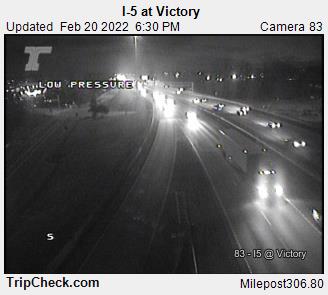 I-5 at Victory
Updated Feb 20 2022 6:30 PM Camera 83
T
LOW PRESSURE
S
83 - I5 @ Victory
TripCheck.com Milepost306.80